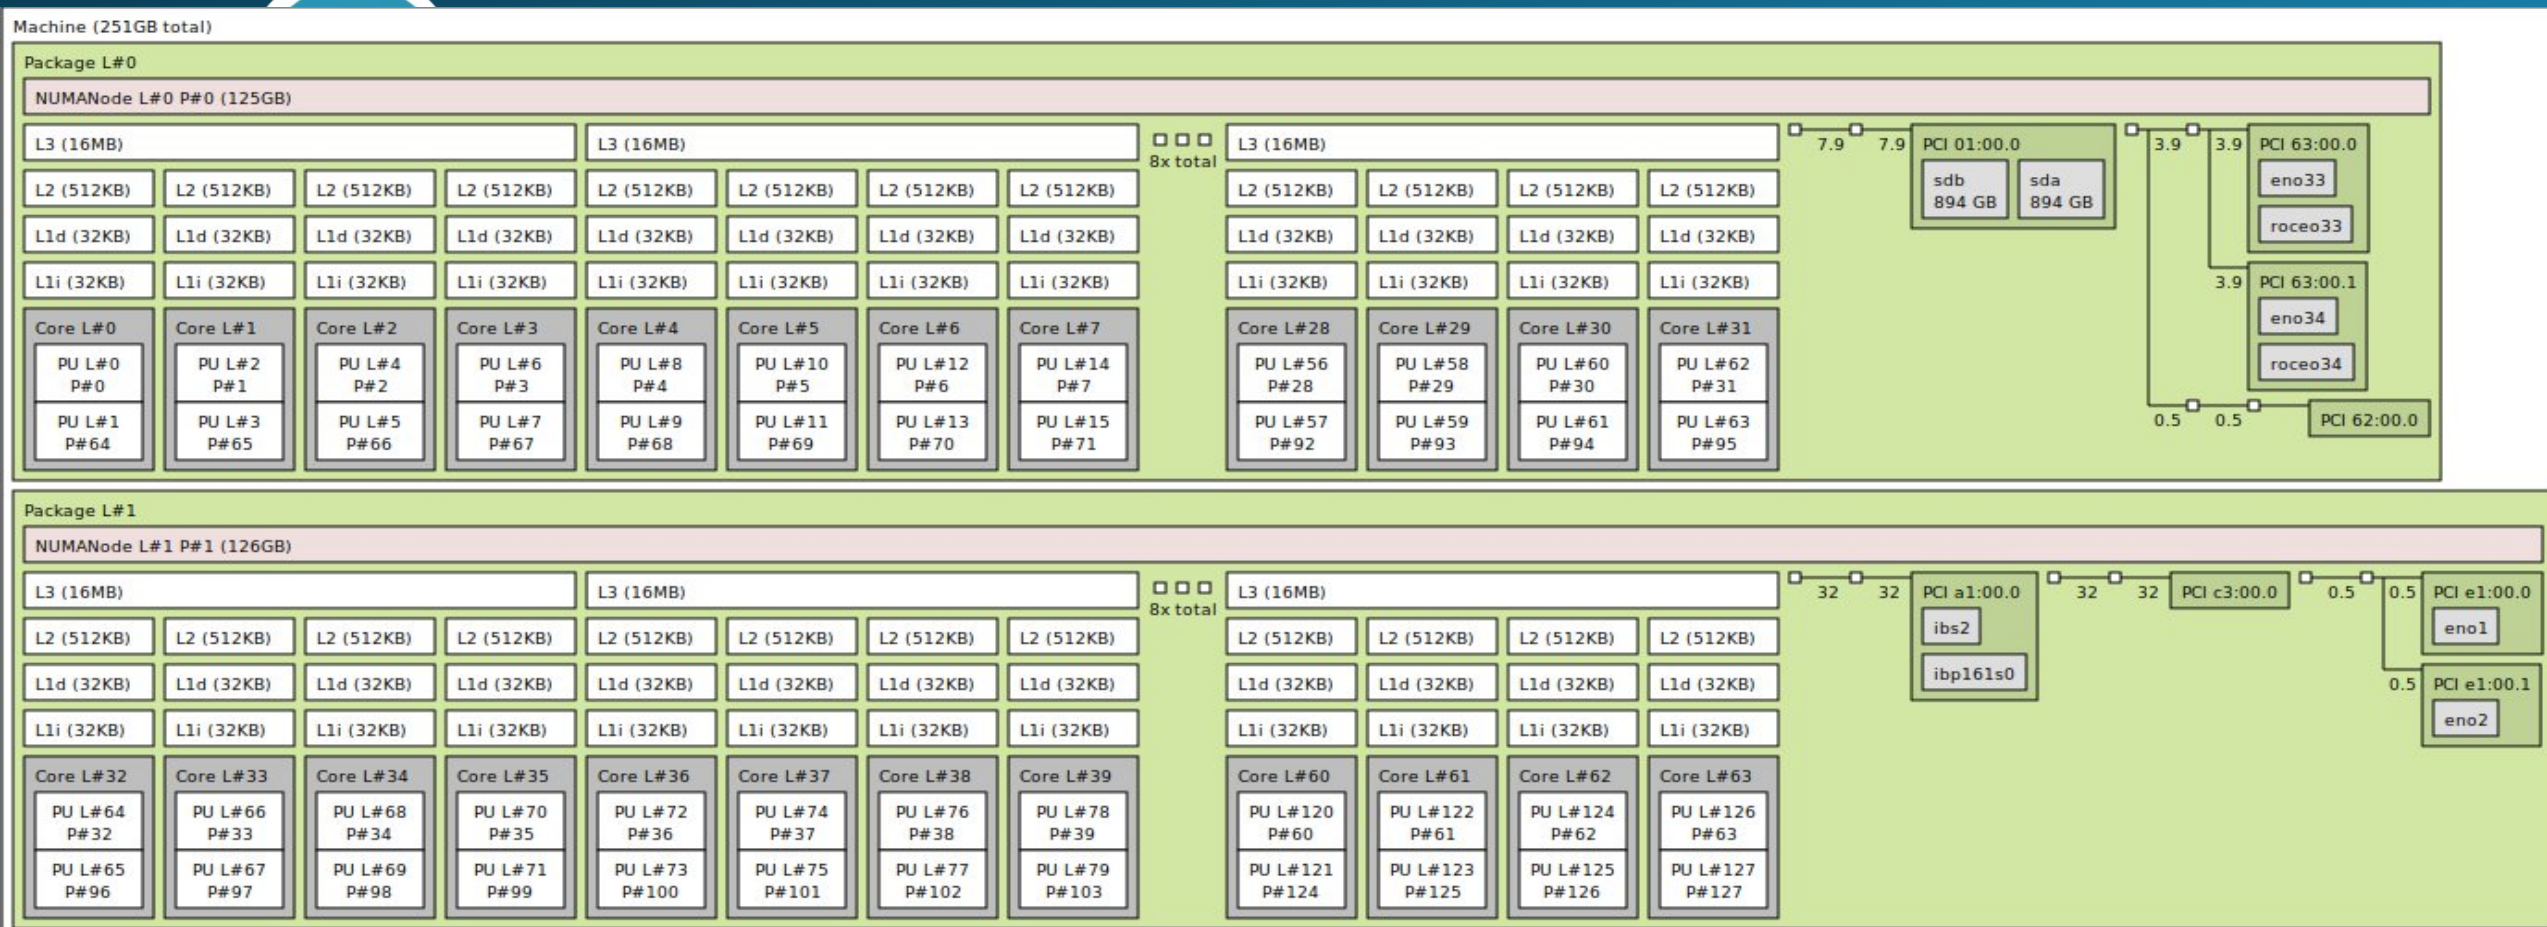 Machine (251GB total)
Package L#0
NUMANode L#0 P#0 (125GB)
L3 (16MB) L3 (16MB) 8x total L3 (16MB) 7.9 7.9 PCI 01:00.0 3.9 3.9 PCI 63:00.0
L2 (512KB) L2 (512KB) L2 (512KB) L2 (512KB) L2 (512KB) L2 (512KB) L2 (512KB) L2 (512KB) L2 (512KB) L2 (512KB) L2 (512KB) L2 (512KB) sdb sda eno33
894 GB 894 GB
L1d (32KB) L1d (32KB) L1d (32KB) L1d (32KB) L1d (32KB) L1d (32KB) L1d (32KB) L1d (32KB) L1d (32KB) L1d (32KB) L1d (32KB) L1d (32KB) roceo33
L1i (32KB) L1i (32KB) L1i (32KB) L1i (32KB) L1i (32KB) L1i (32KB) L1i (32KB) L1i (32KB) L1i (32KB) L1i (32KB) L1i (32KB) L1i (32KB) 3.9 PCI 63:00.1
Core L#0 Core L#1 Core L#2 Core L#3 Core L#4 Core L#5 Core L#6 Core L#7 Core L#28 Core L#29 Core L#30 Core L#31 eno34
PU L#0 PU L#2 PU L#4 PU L#6 PU L#8 PU L#10 PU L#12 PU L#14 PU L#56 PU L#58 PU L#60 PU L#62 roceo34
P#0 P#1 P#2 P#3 P#4 P#5 P#6 P#7 P#28 P#29 P#30 P#31
PU L#1 PU L#3 PU L#5 PU L#7 PU L#9 PU L#11 PU L#13 PU L#15 PU L#57 PU L#59 PU L#61 PU L#63 0.5 0.5 PCI 62:00.0
P#64 P#65 P#66 P#67 P#68 P#69 P#70 P#71 P#92 P#93 P#94 P#95
Package L#1
NUMANode L#1 P#1 (126GB)
L3 (16MB) L3 (16MB) 8x total L3 (16MB) 32 32 PCI a1:00.0 32 32 PCI c3:00.0 0.5 0.5 PCI e1:00.0
L2 (512KB) L2 (512KB) L2 (512KB) L2 (512KB) L2 (512KB) L2 (512KB) L2 (512KB) L2 (512KB) L2 (512KB) L2 (512KB) L2 (512KB) L2 (512KB) ibs2 eno1
L1d (32KB) L1d (32KB) L1d (32KB) L1d (32KB) L1d (32KB) L1d (32KB) L1d (32KB) L1d (32KB) L1d (32KB) L1d (32KB) L1d (32KB) L1d (32KB) ibp161s0 0.5 PCI e1:00.1
L1i (32KB) L1i (32KB) L1i (32KB) L1i (32KB) L1i (32KB) L1i (32KB) L1i (32KB) L1i (32KB) L1i (32KB) L1i (32KB) L1i (32KB) L1i (32KB) eno2
Core L#32 Core L#33 Core L#34 Core L#35 Core L#36 Core L#37 Core L#38 Core L#39 Core L#60 Core L#61 Core L#62 Core L#63
PU L#64 PU L#66 PU L#68 PU L#70 PU L#72 PU L#74 PU L#76 PU L#78 PU L#120 PU L#122 PU L#124 PU L#126
P#32 P#33 P#34 P#35 P#36 P#37 P#38 P#39 P#60 P#61 P#62 P#63
PU L#65 PU L#67 PU L#69 PU L#71 PU L#73 PU L#75 PU L#77 PU L#79 PU L#121 PU L#123 PU L#125 PU L#127
P#96 P#97 P#98 P#99 P#100 P#101 P#102 P#103 P#124 P#125 P#126 P#127